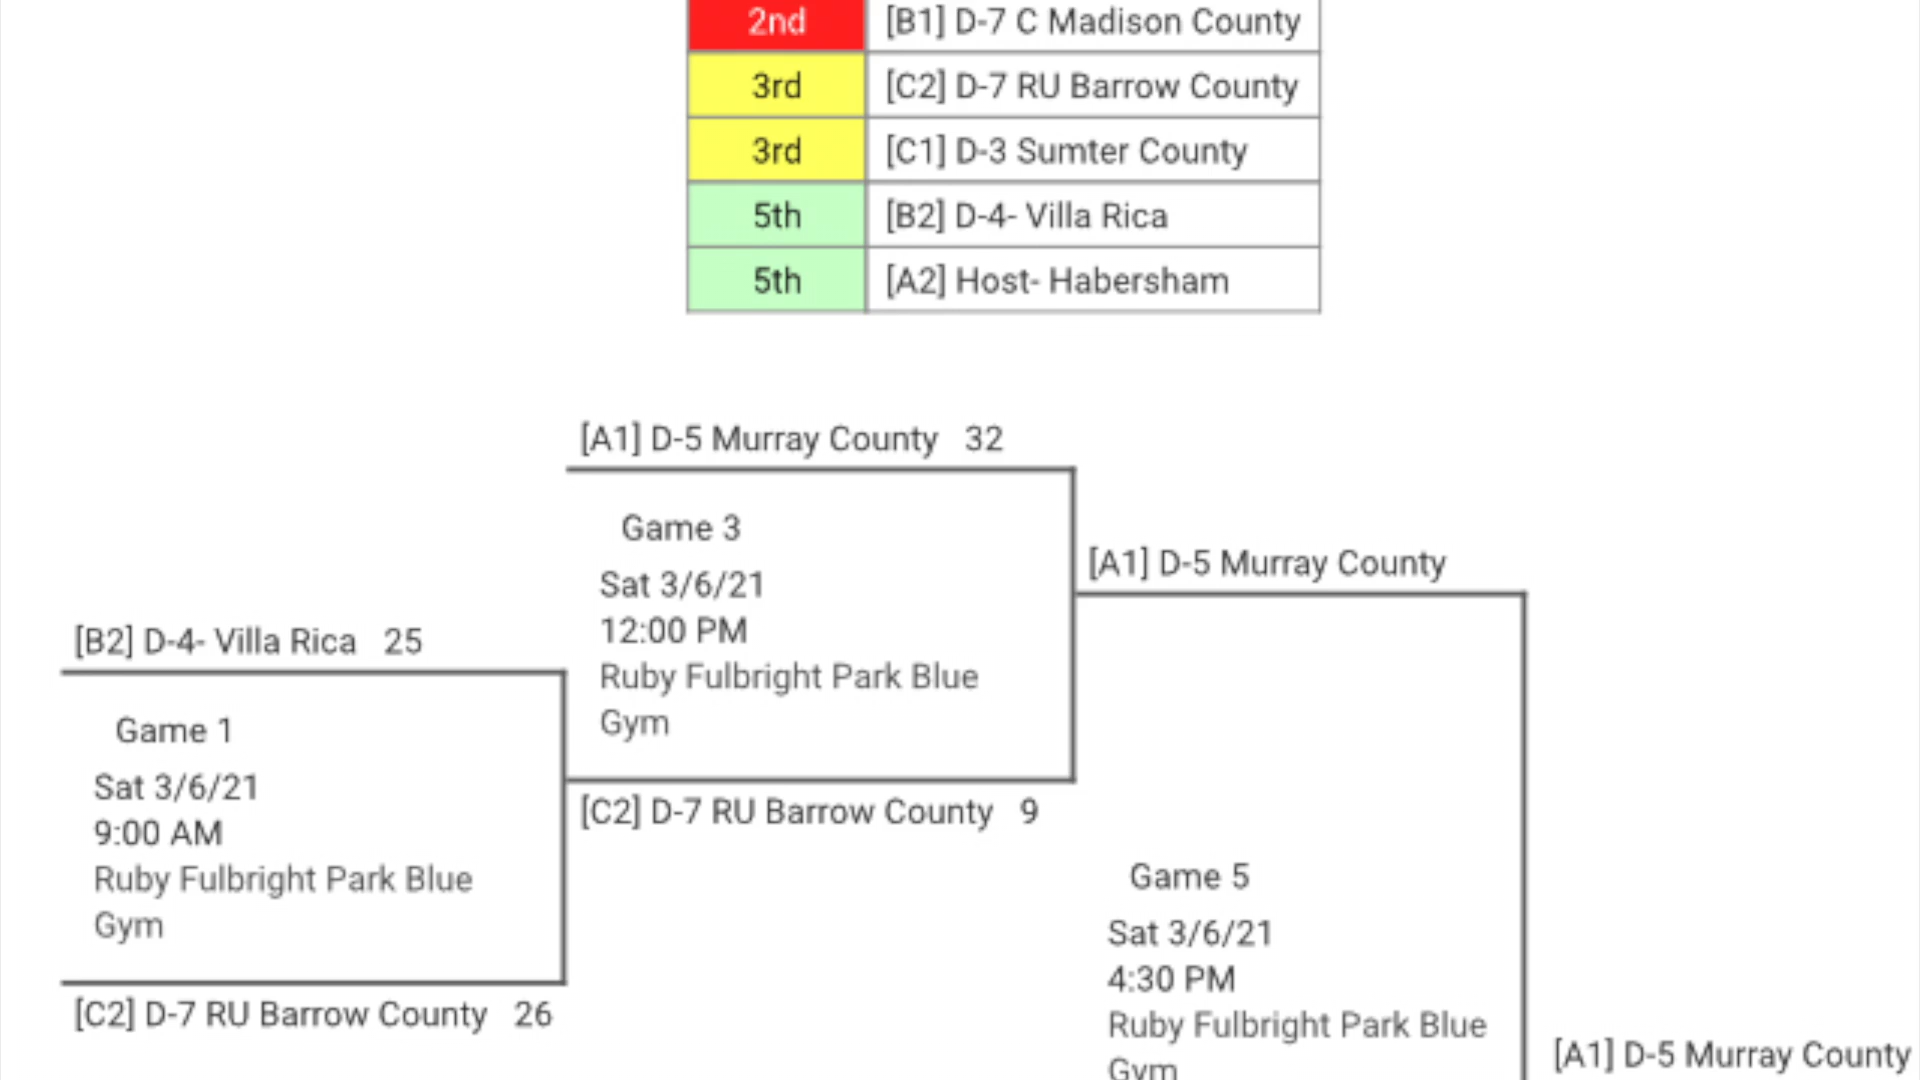 2nd [B1] D-7 C Madison County
3rd [C2] D-7 RU Barrow County
3rd [C1] D-3 Sumter County
5th [B2] D-4- Villa Rica
5th [A2] Host- Habersham
[A1] D-5 Murray County 32
Game 3
Sat 3/6/21
12:00 PM
Ruby Fulbright Park Blue
Gym
[C2] D-7 RU Barrow County 9
[B2] D-4- Villa Rica 25
Game 1
Sat 3/6/21
9:00 AM
Ruby Fulbright Park Blue
Gym
[C2] D-7 RU Barrow County 26
[A1] D-5 Murray County
Game 5
Sat 3/6/21
4:30 PM
Ruby Fulbright Park Blue
Gym
[A1] D-5 Murray County